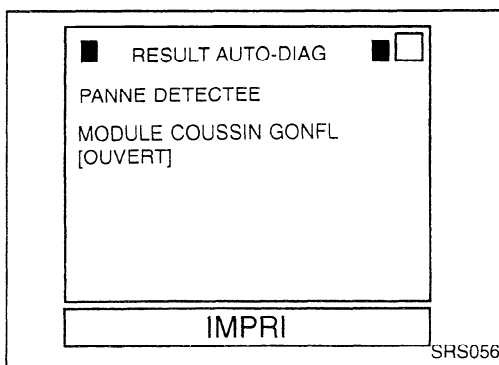 RESULT AUTO-DIAG
PANNE DETECTEE
MODULE COUSSIN GONFL
[OUVERT]
IMPRI
SRS056